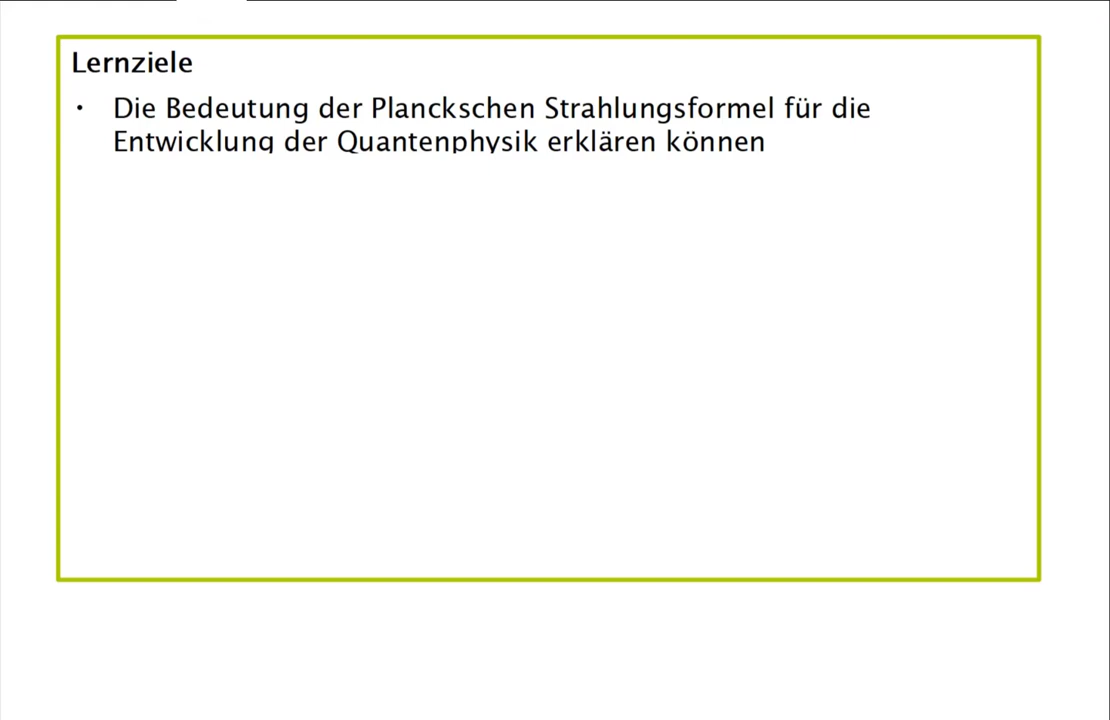 Lernziele
• Die Bedeutung der Planckschen Strahlungsformel für die
Entwicklung der Quantenphysik erklären können